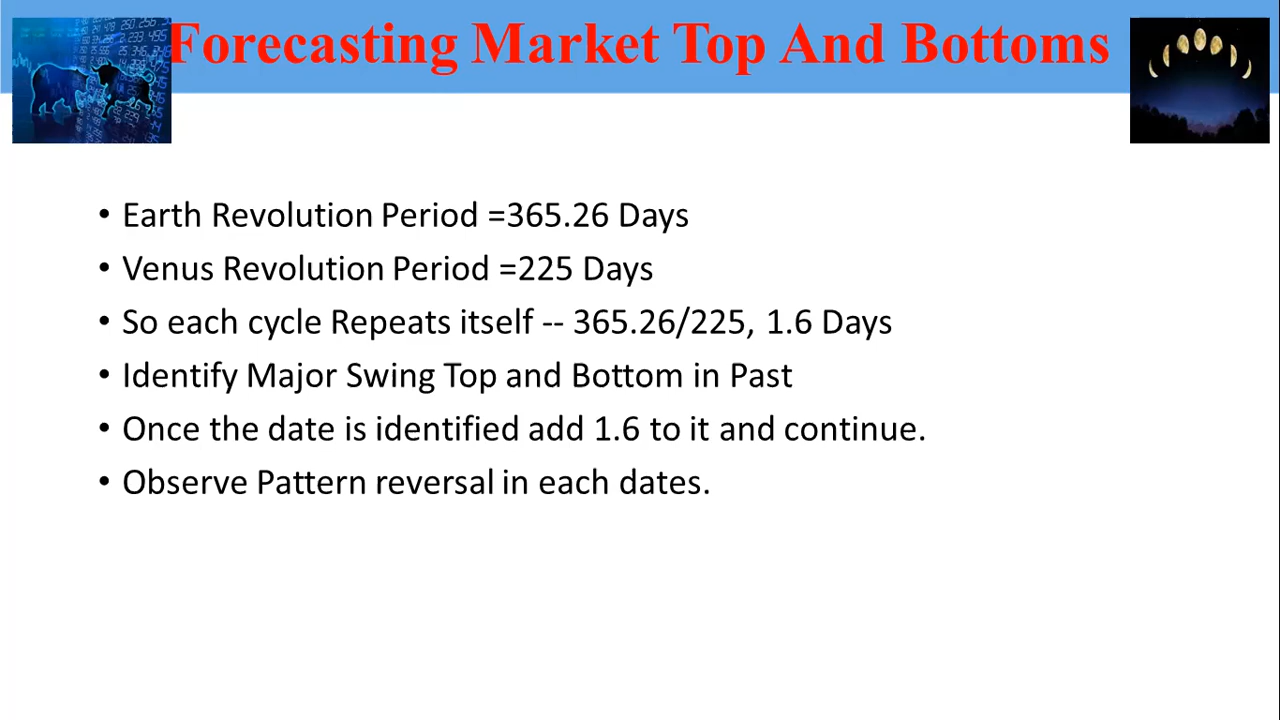 Forecasting Market Top And Bottoms
• Earth Revolution Period =365.26 Days
• Venus Revolution Period =225 Days
• So each cycle Repeats itself -- 365.26/225, 1.6 Days
• Identify Major Swing Top and Bottom in Past
• Once the date is identified add 1.6 to it and continue.
• Observe Pattern reversal in each dates.